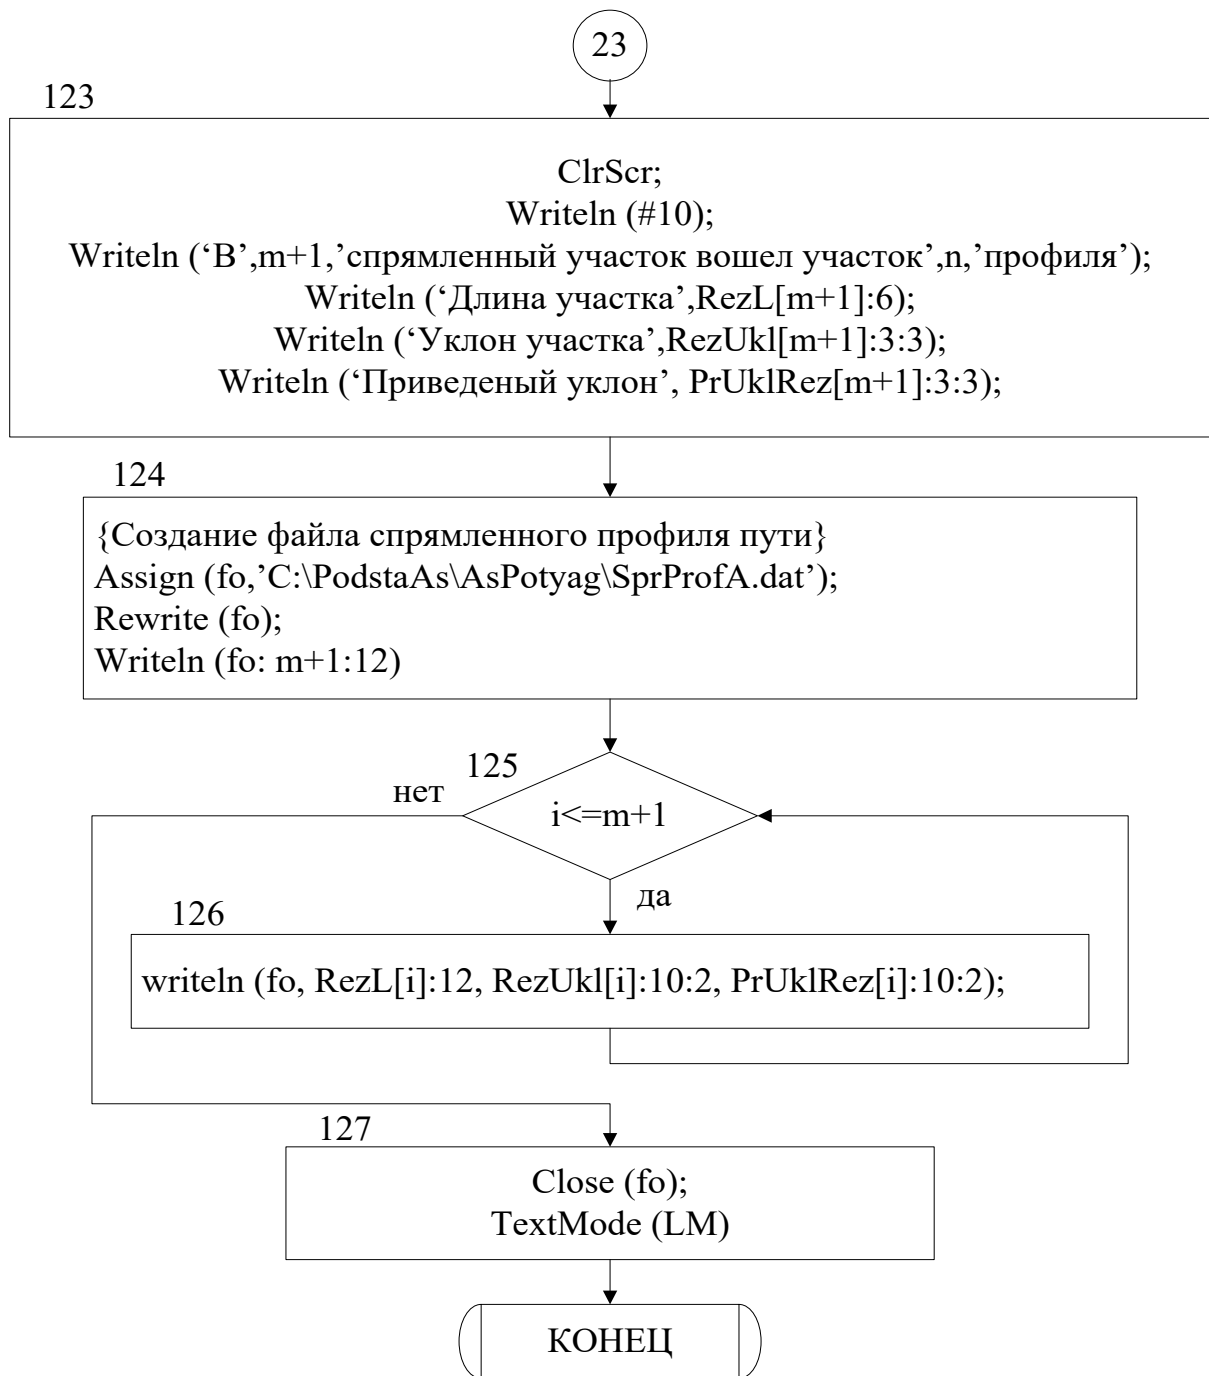 23
123
ClrScr;
Writeln (#10);
Writeln (‘В’,m+1,’спрямленный участок вошел участок’,n,’профиля’);
Writeln (‘Длина участка’,RezL[m+1]:6);
Writeln (‘Уклон участка’,RezUkl[m+1]:3:3);
Writeln (‘Приведеный уклон’, PrUklRez[m+1]:3:3);
124
{Создание файла спрямленного профиля пути}
Assign (fo,’C:\PodstaAs\AsPotyag\SprProfA.dat’);
Rewrite (fo);
Writeln (fo: m+1:12)
125
нет
i<=m+1
да
126
writeln (fo, RezL[i]:12, RezUkl[i]:10:2, PrUklRez[i]:10:2);
127
Close (fo);
TextMode (LM)
КОНЕЦ